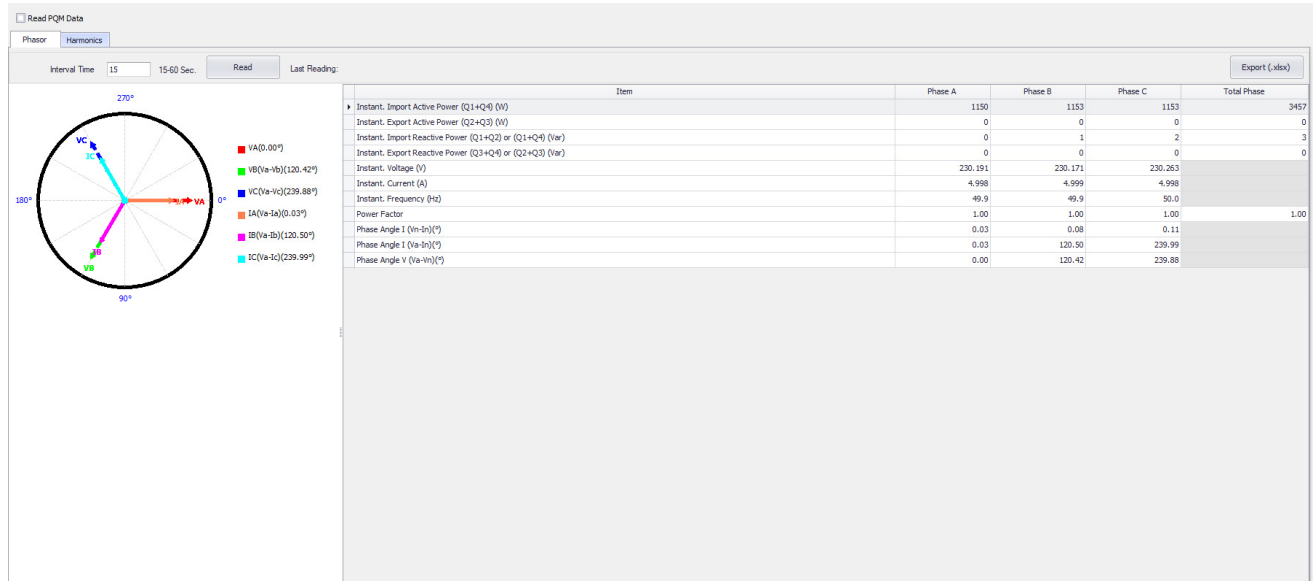 Read PQM Data
Phasor Harmonics
Interval Time 15 15-60 Sec. Read Last Reading: Export (.xlsx)
270°
VC
IC
180°
0°
IA VA
IB
VB
90°
VA(0.00°)
VB(Va-Vb)(120.42°)
VC(Va-Vc)(239.88°)
IA(Va-Ia)(0.03°)
IB(Va-Ib)(120.50°)
IC(Va-Ic)(239.99°)
Item Phase A Phase B Phase C Total Phase
Instant. Import Active Power (Q1+Q4) (W) 1150 1153 1153 3457
Instant. Export Active Power (Q2+Q3) (W) 0 0 0 0
Instant. Import Reactive Power (Q1+Q2) or (Q1+Q4) (Var) 0 1 2 3
Instant. Export Reactive Power (Q3+Q4) or (Q2+Q3) (Var) 0 0 0 0
Instant. Voltage (V) 230.191 230.171 230.263
Instant. Current (A) 4.998 4.999 4.998
Instant. Frequency (Hz) 49.9 49.9 50.0
Power Factor 1.00 1.00 1.00 1.00
Phase Angle I (Vn-In)(°) 0.03 0.08 0.11
Phase Angle I (Va-In)(°) 0.03 120.50 239.99
Phase Angle V (Va-Vn)(°) 0.00 120.42 239.88